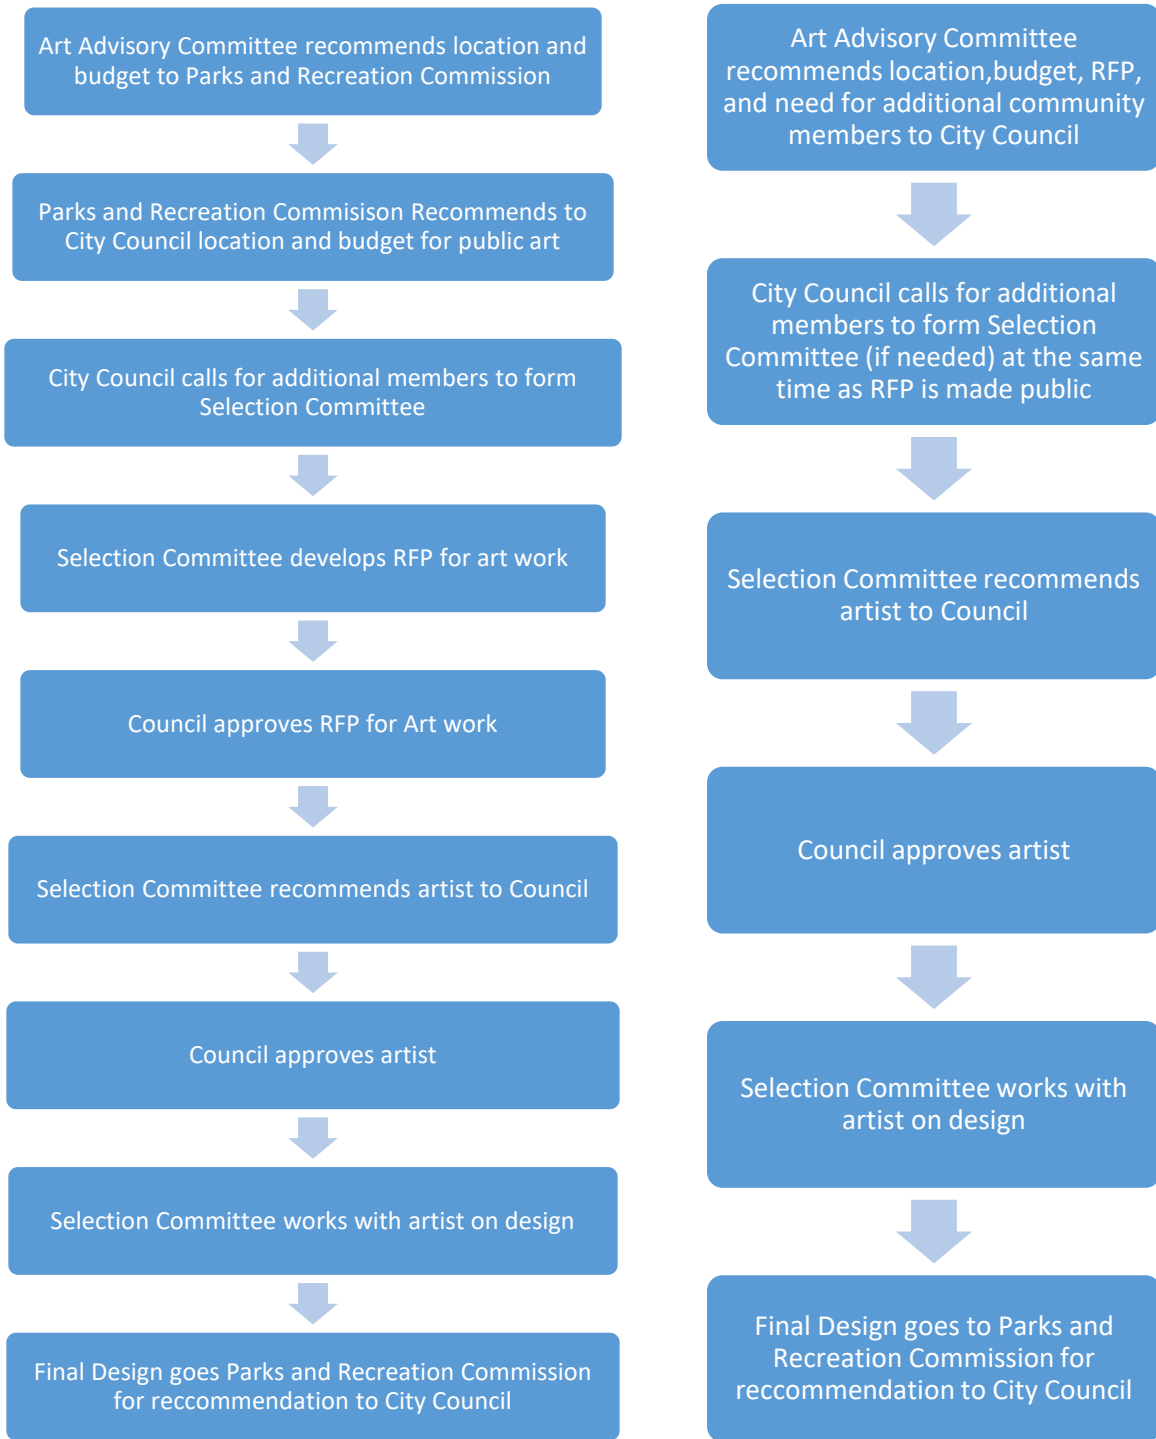 Art Advisory Committee recommends location and
budget to Parks and Recreation Commission
Parks and Recreation Commisison Recommends to
City Council location and budget for public art
City Council calls for additional members to form
Selection Committee
Selection Committee develops RFP for art work
Council approves RFP for Art work
Selection Committee recommends artist to Council
Council approves artist
Selection Committee works with artist on design
Final Design goes Parks and Recreation Commission
for reccommendation to City Council
Art Advisory Committee
recommends location,budget, RFP,
and need for additional community
members to City Council
City Council calls for additional
members to form Selection
Committee (if needed) at the same
time as RFP is made public
Selection Committee recommends
artist to Council
Council approves artist
Selection Committee works with
artist on design
Final Design goes to Parks and
Recreation Commission for
reccommendation to City Council